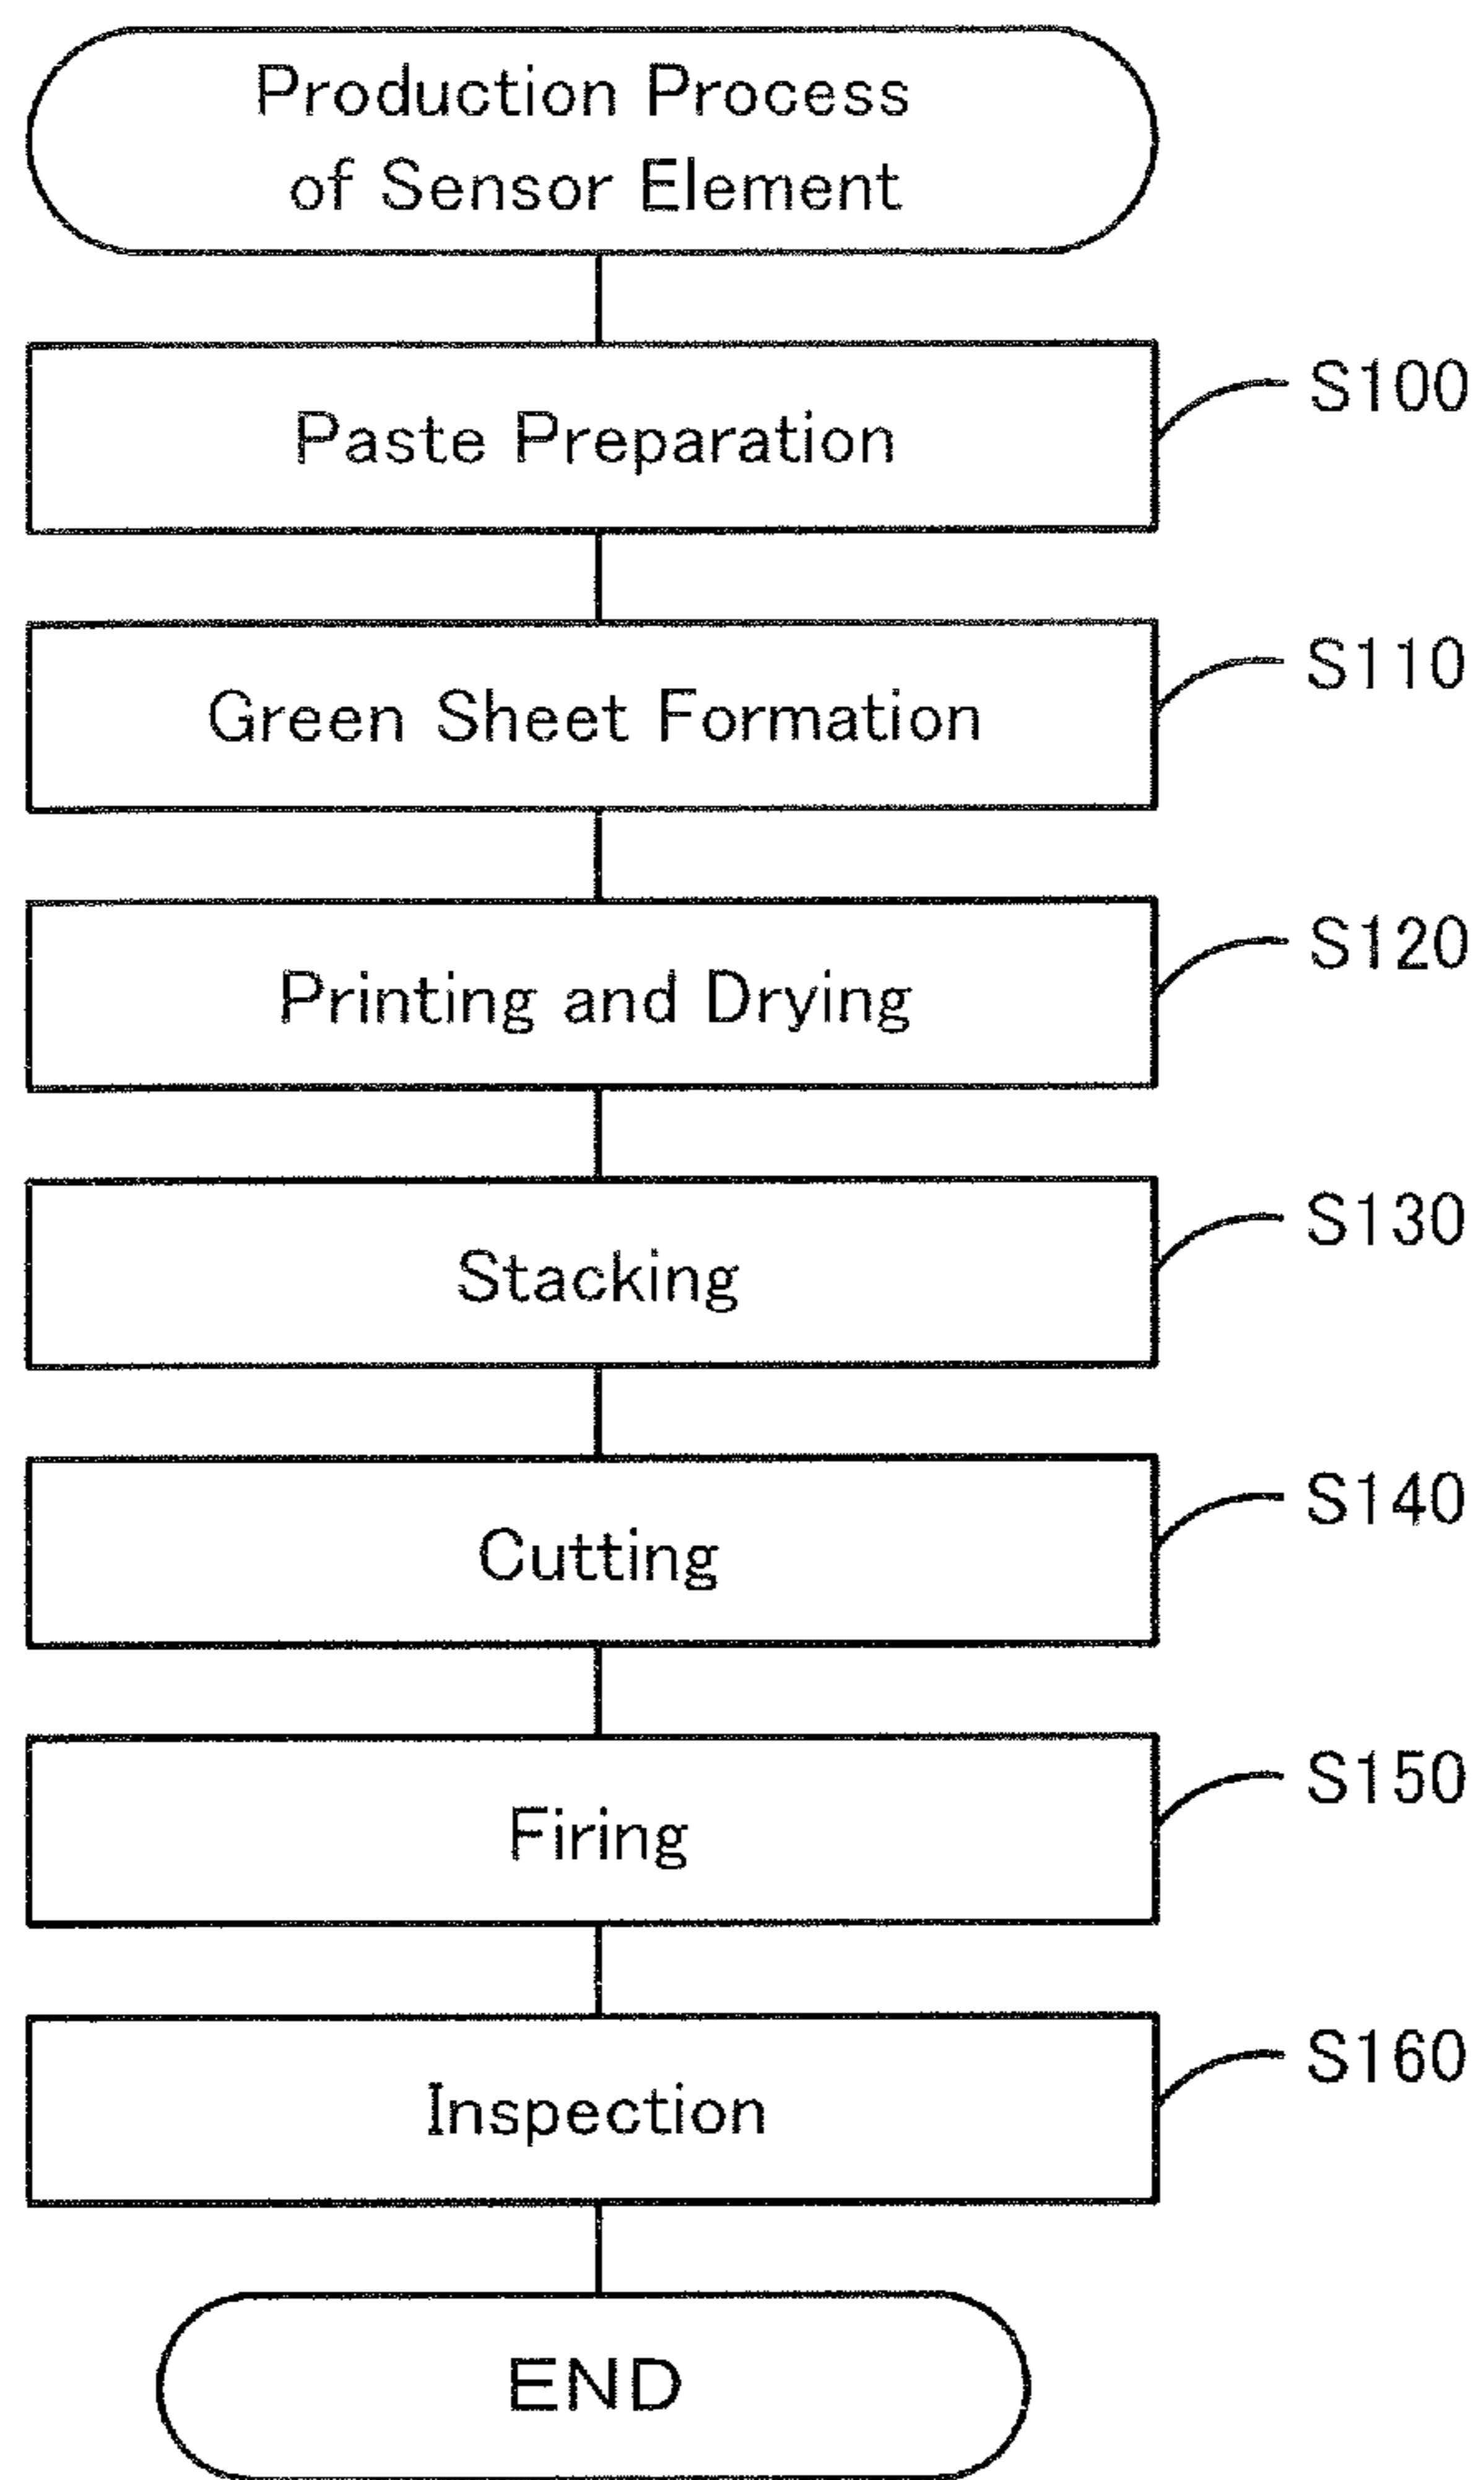 Production Process
of Sensor Element
Paste Preparation
S100
Green Sheet Formation
S110
Printing and Drying
S120
Stacking
S130
Cutting
S140
Firing
S150
Inspection
S160
END